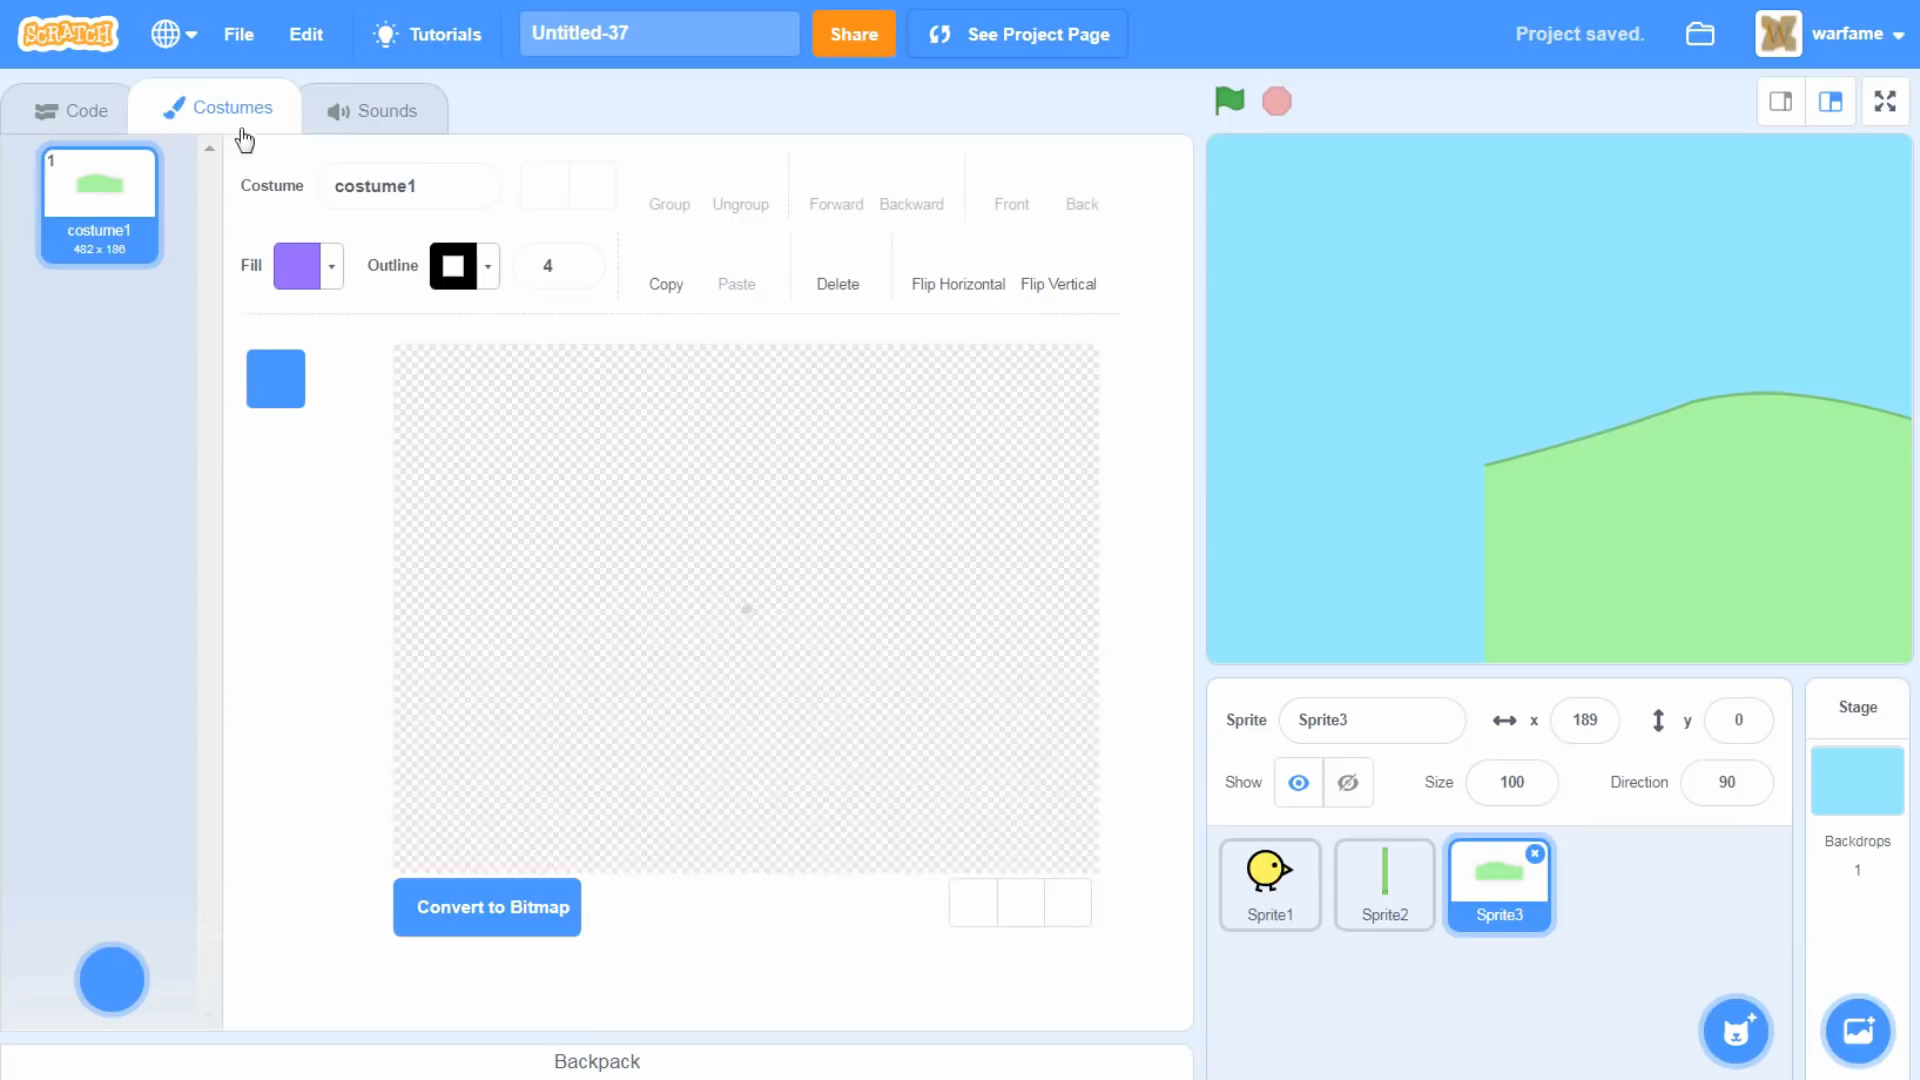 SCRATCH File Edit Tutorials Untitled-37 Share See Project Page Project saved. warfame
Code Costumes Sounds
1
costume1
482 x 186
Costume costume1 Group Ungroup Forward Backward Front Back
Fill Outline 4 Copy Paste Delete Flip Horizontal Flip Vertical
Convert to Bitmap
Backpack
Sprite Sprite3 x 189 y 0
Show Size 100 Direction 90
Sprite1 Sprite2 Sprite3
Stage
Backdrops
1